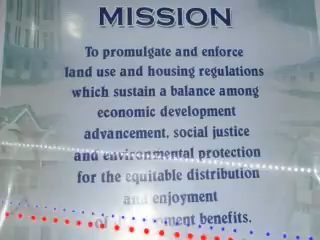 MISSION
To promulgate and enforce
land use and housing regulations
which sustain a balance among
economic development
advancement, social justice
and environmental protection
for the equitable distribution
and enjoyment
of benefits.